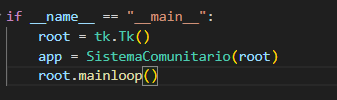 if __name__ == "__main__":
    root = tk.Tk()
    app = SistemaComunitario(root)
    root.mainloop()